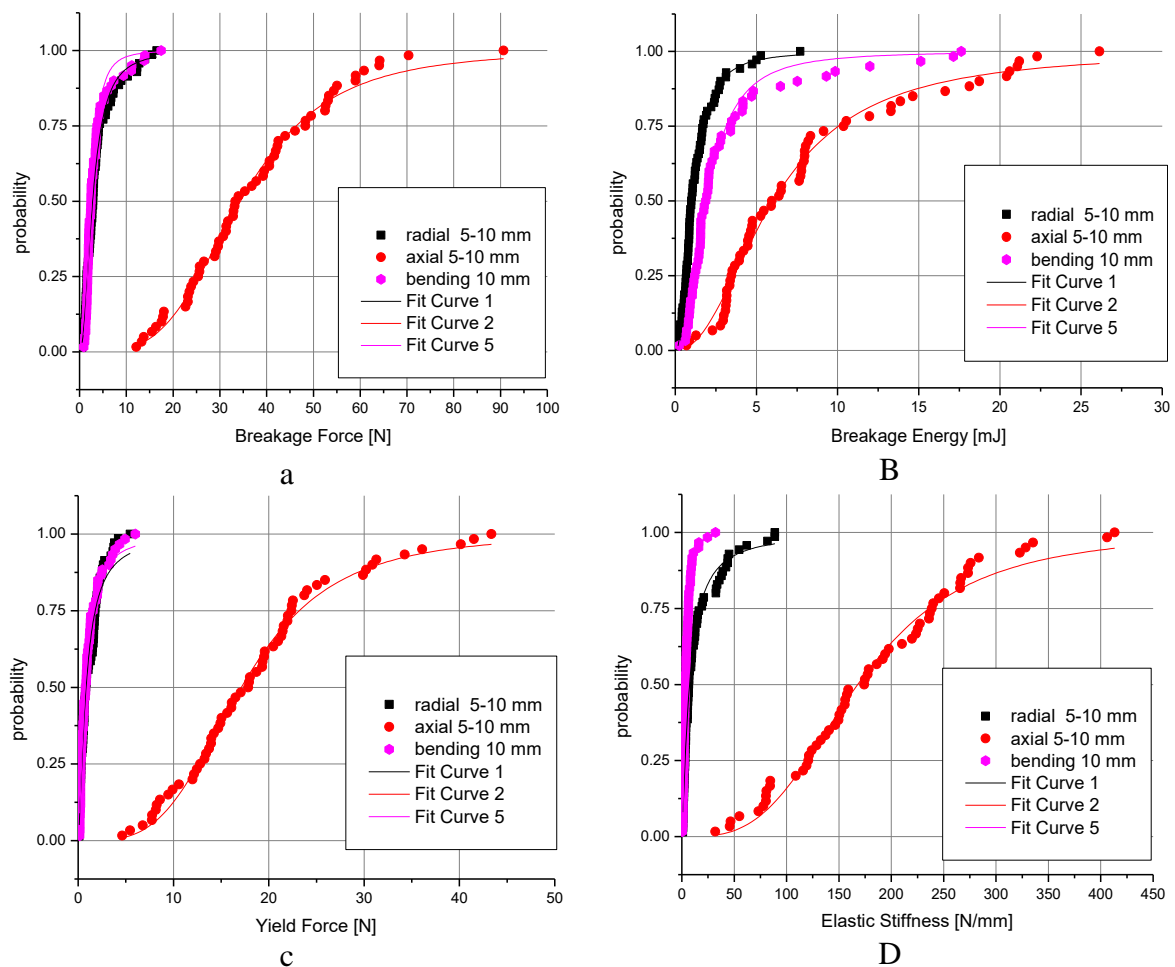 1.00
0.75
0.50
0.25
0.00
probability
radial 5-10 mm
axial 5-10 mm
bending 10 mm
Fit Curve 1
Fit Curve 2
Fit Curve 5
0 10 20 30 40 50 60 70 80 90 100
Breakage Force [N]
a
1.00
0.75
0.50
0.25
0.00
probability
radial 5-10 mm
axial 5-10 mm
bending 10 mm
Fit Curve 1
Fit Curve 2
Fit Curve 5
0 5 10 15 20 25 30
Breakage Energy [mJ]
B
1.00
0.75
0.50
0.25
0.00
probability
radial 5-10 mm
axial 5-10 mm
bending 10 mm
Fit Curve 1
Fit Curve 2
Fit Curve 5
0 10 20 30 40 50
Yield Force [N]
c
1.00
0.75
0.50
0.25
0.00
probability
radial 5-10 mm
axial 5-10 mm
bending 10 mm
Fit Curve 1
Fit Curve 2
Fit Curve 5
0 50 100 150 200 250 300 350 400 450
Elastic Stiffness [N/mm]
D